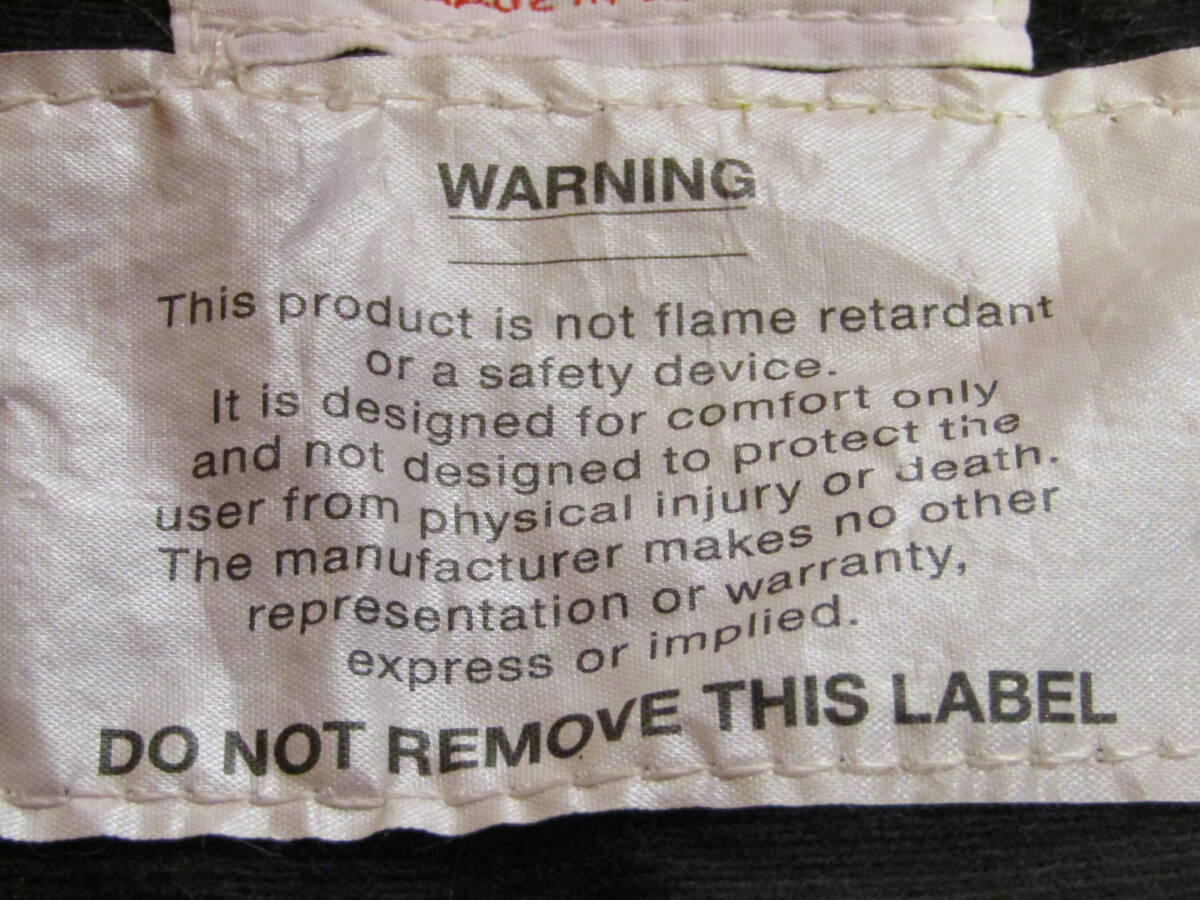 MADE IN
WARNING
This product is not flame retardant
or a safety device.
It is designed for comfort only
and not designed to protect the
user from physical injury or death.
The manufacturer makes no other
representation or warranty,
express or implied.
DO NOT REMOVE THIS LABEL